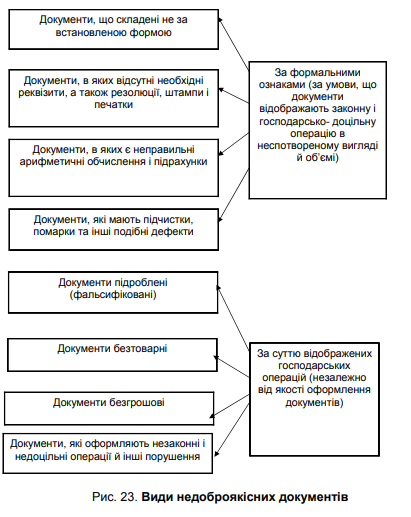 Документи, що складені не за
встановленою формою
Документи, в яких відсутні необхідні
реквізити, а також резолюції, штампи і
печатки
Документи, в яких є неправильні
арифметичні обчислення і підрахунки
Документи, які мають підчистки,
помарки та інші подібні дефекти
За формальними
ознаками (за умови, що
документи
відображають законну і
господарсько- доцільну
операцію в
неспотвореному вигляді
й об’ємі)
Документи підроблені
(фальсифіковані)
Документи безтоварні
Документи безгрошові
Документи, які оформляють незаконні і
недоцільні операції й інші порушення
За суттю відображених
господарських
операцій (незалежно
від якості оформлення
документів)
Рис. 23. Види недоброякісних документів